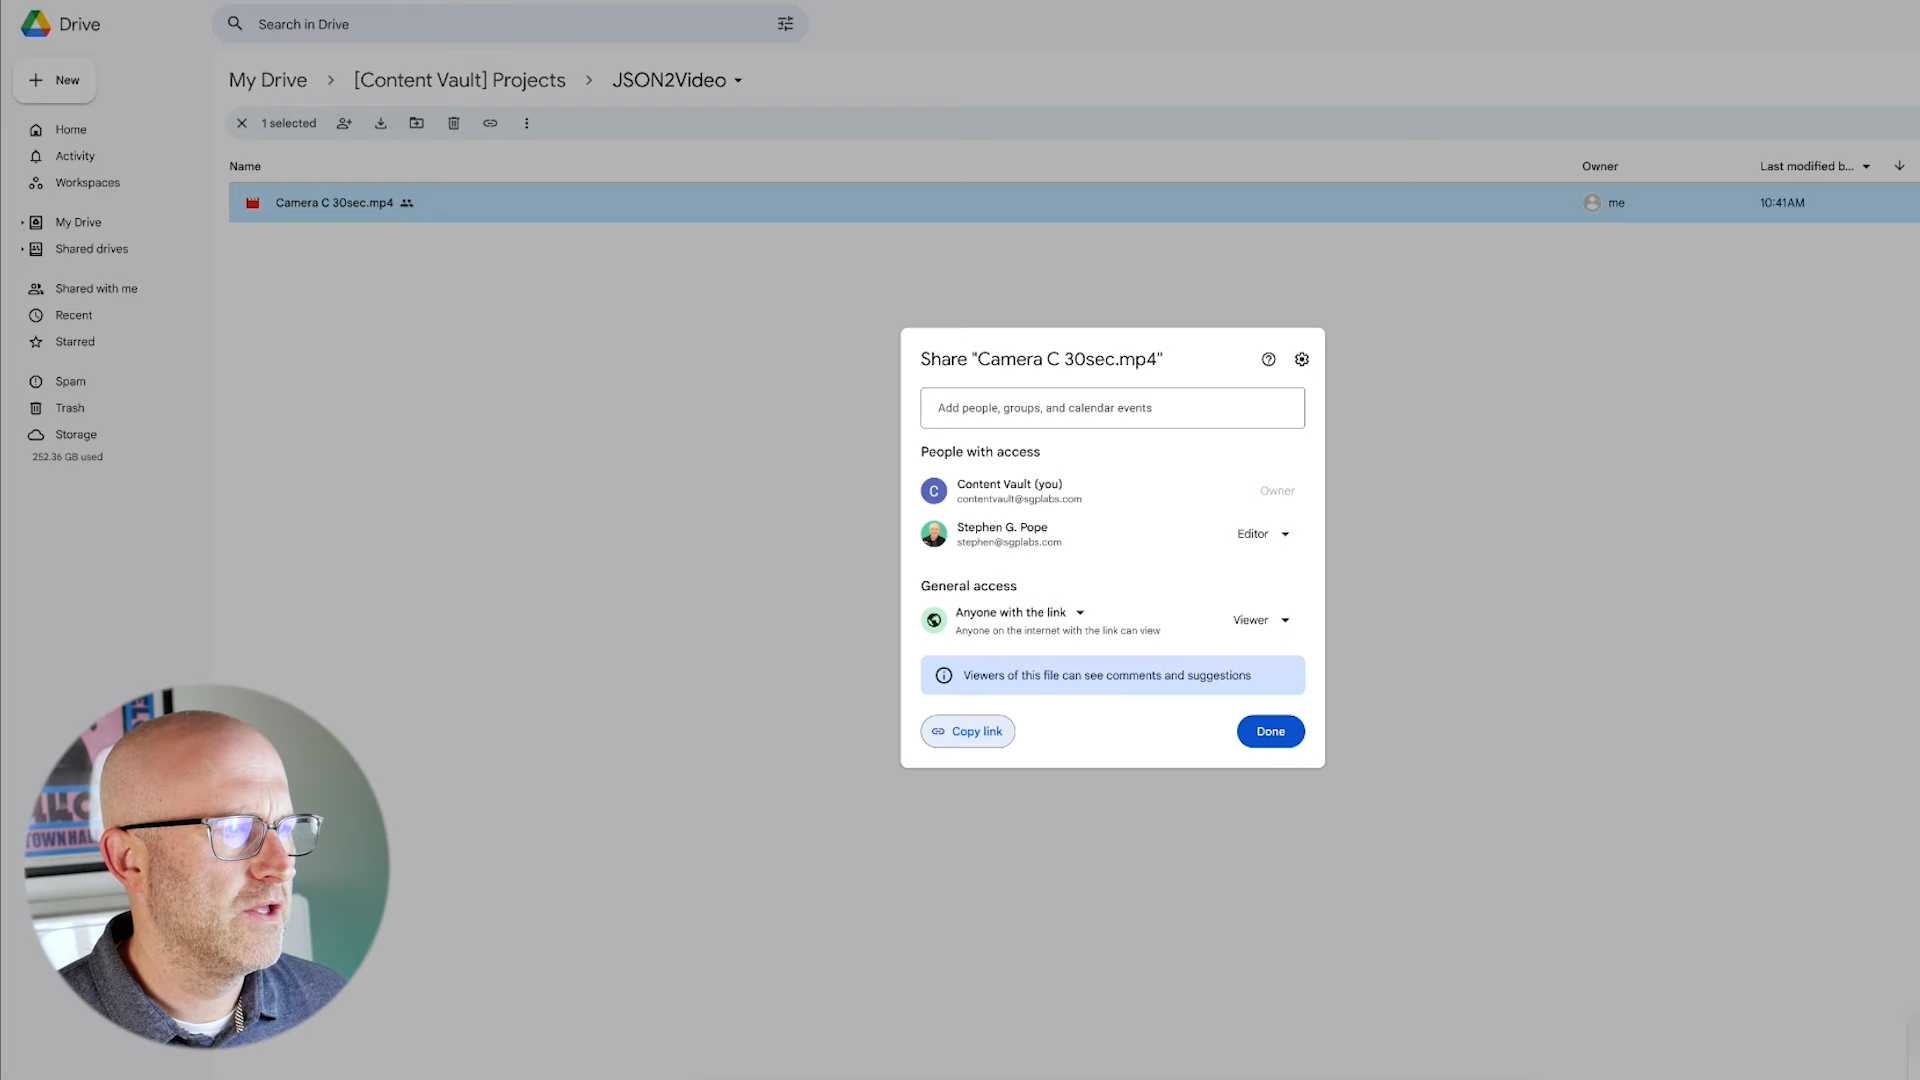 Drive
Search in Drive
New
My Drive
[Content Vault] Projects
JSON2Video
1 selected
Home
Activity
Workspaces
My Drive
Shared drives
Shared with me
Recent
Starred
Spam
Trash
Storage
252.36 GB used
Name
Owner
Last modified b...
Camera C 30sec.mp4
me
10:41AM
Share "Camera C 30sec.mp4"
Add people, groups, and calendar events
People with access
C
Content Vault (you)
contentvault@sgplabs.com
Owner
Stephen G. Pope
stephen@sgplabs.com
Editor
General access
Anyone with the link
Anyone on the internet with the link can view
Viewer
Viewers of this file can see comments and suggestions
Copy link
Done